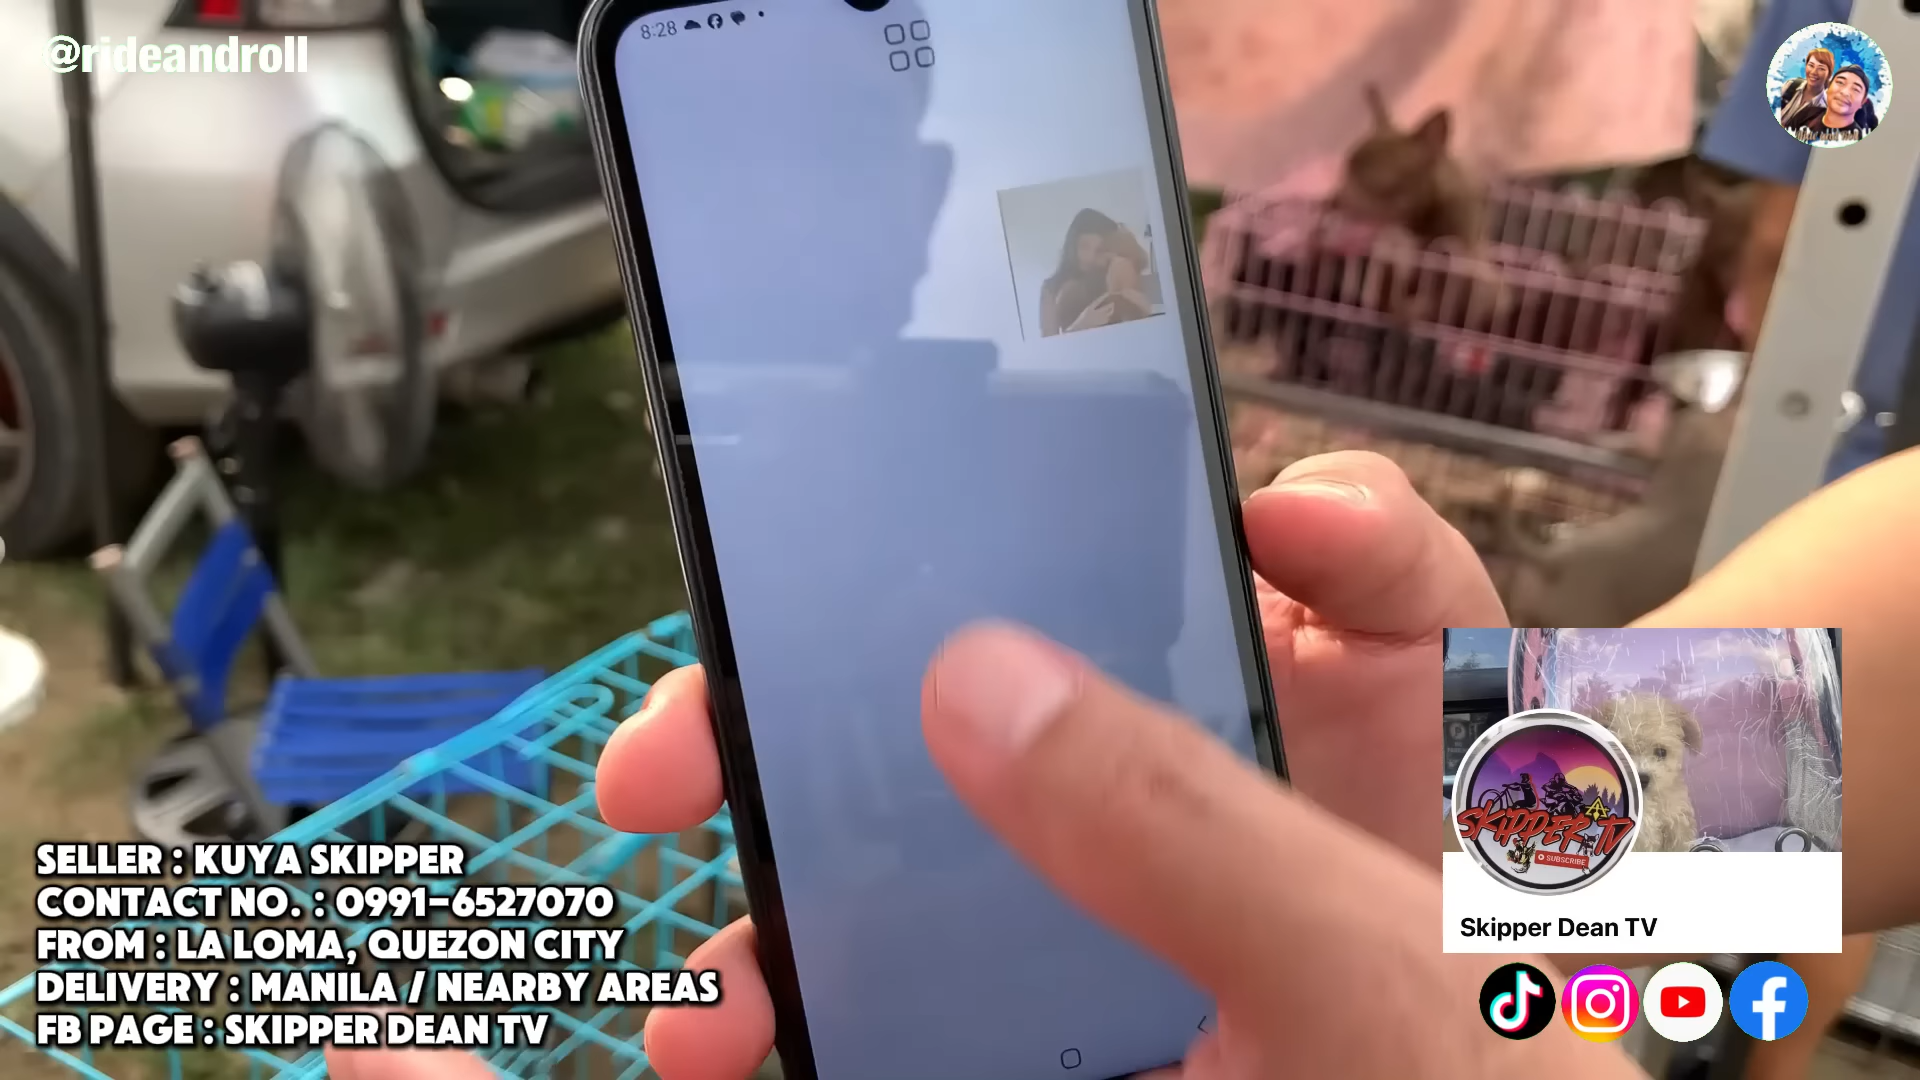 @rideandroll
8:28
SKIPPER TV
SUBSCRIBE
Skipper Dean TV
SELLER : KUYA SKIPPER
CONTACT NO. : 0991-6527070
FROM : LA LOMA, QUEZON CITY
DELIVERY : MANILA / NEARBY AREAS
FB PAGE : SKIPPER DEAN TV